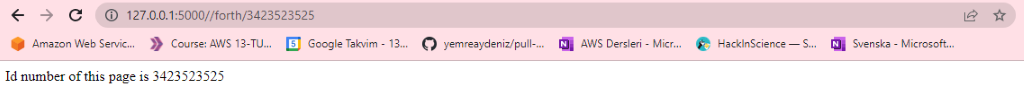 127.0.0.1:5000//forth/3423523525
Amazon Web Servic... Course: AWS 13-TU... 5 Google Takvim - 13... yemreaydeniz/pull-... N AWS Dersleri - Micr... HackInScience — S... N Svenska - Microsoft...
Id number of this page is 3423523525